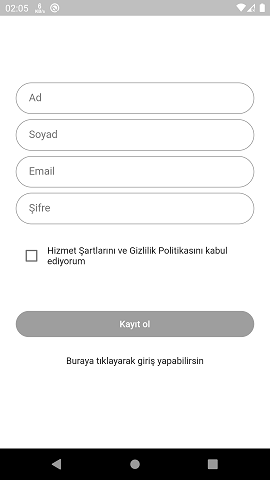 02:05
Ad
Soyad
Email
Şifre
Hizmet Şartlarını ve Gizlilik Politikasını kabul
ediyorum
Kayıt ol
Buraya tıklayarak giriş yapabilirsin